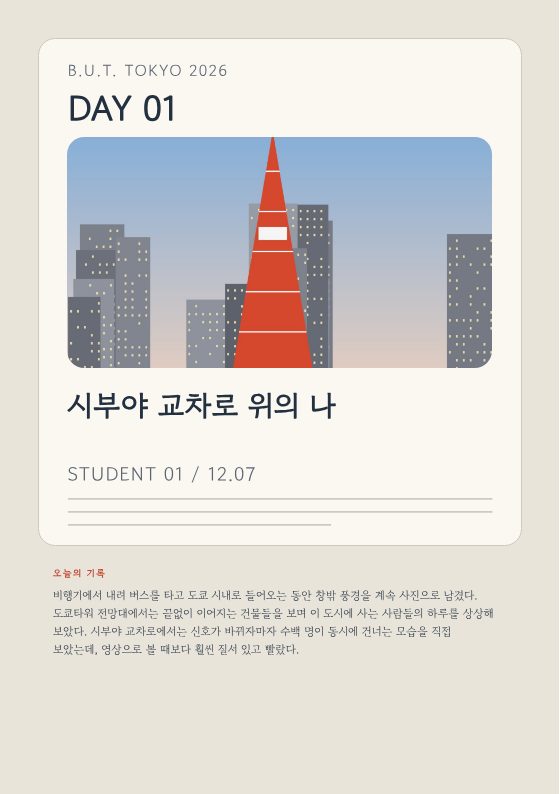 B.U.T. TOKYO 2026
DAY 01
시부야 교차로 위의 나
STUDENT 01 / 12.07
오늘의 기록
비행기에서 내려 버스를 타고 도쿄 시내로 들어오는 동안 창밖 풍경을 계속 사진으로 남겼다.
도쿄타워 전망대에서는 끝없이 이어지는 건물들을 보며 이 도시에 사는 사람들의 하루를 상상해
보았다. 시부야 교차로에서는 신호가 바뀌자마자 수백 명이 동시에 건너는 모습을 직접
보았는데, 영상으로 볼 때보다 훨씬 질서 있고 빨랐다.